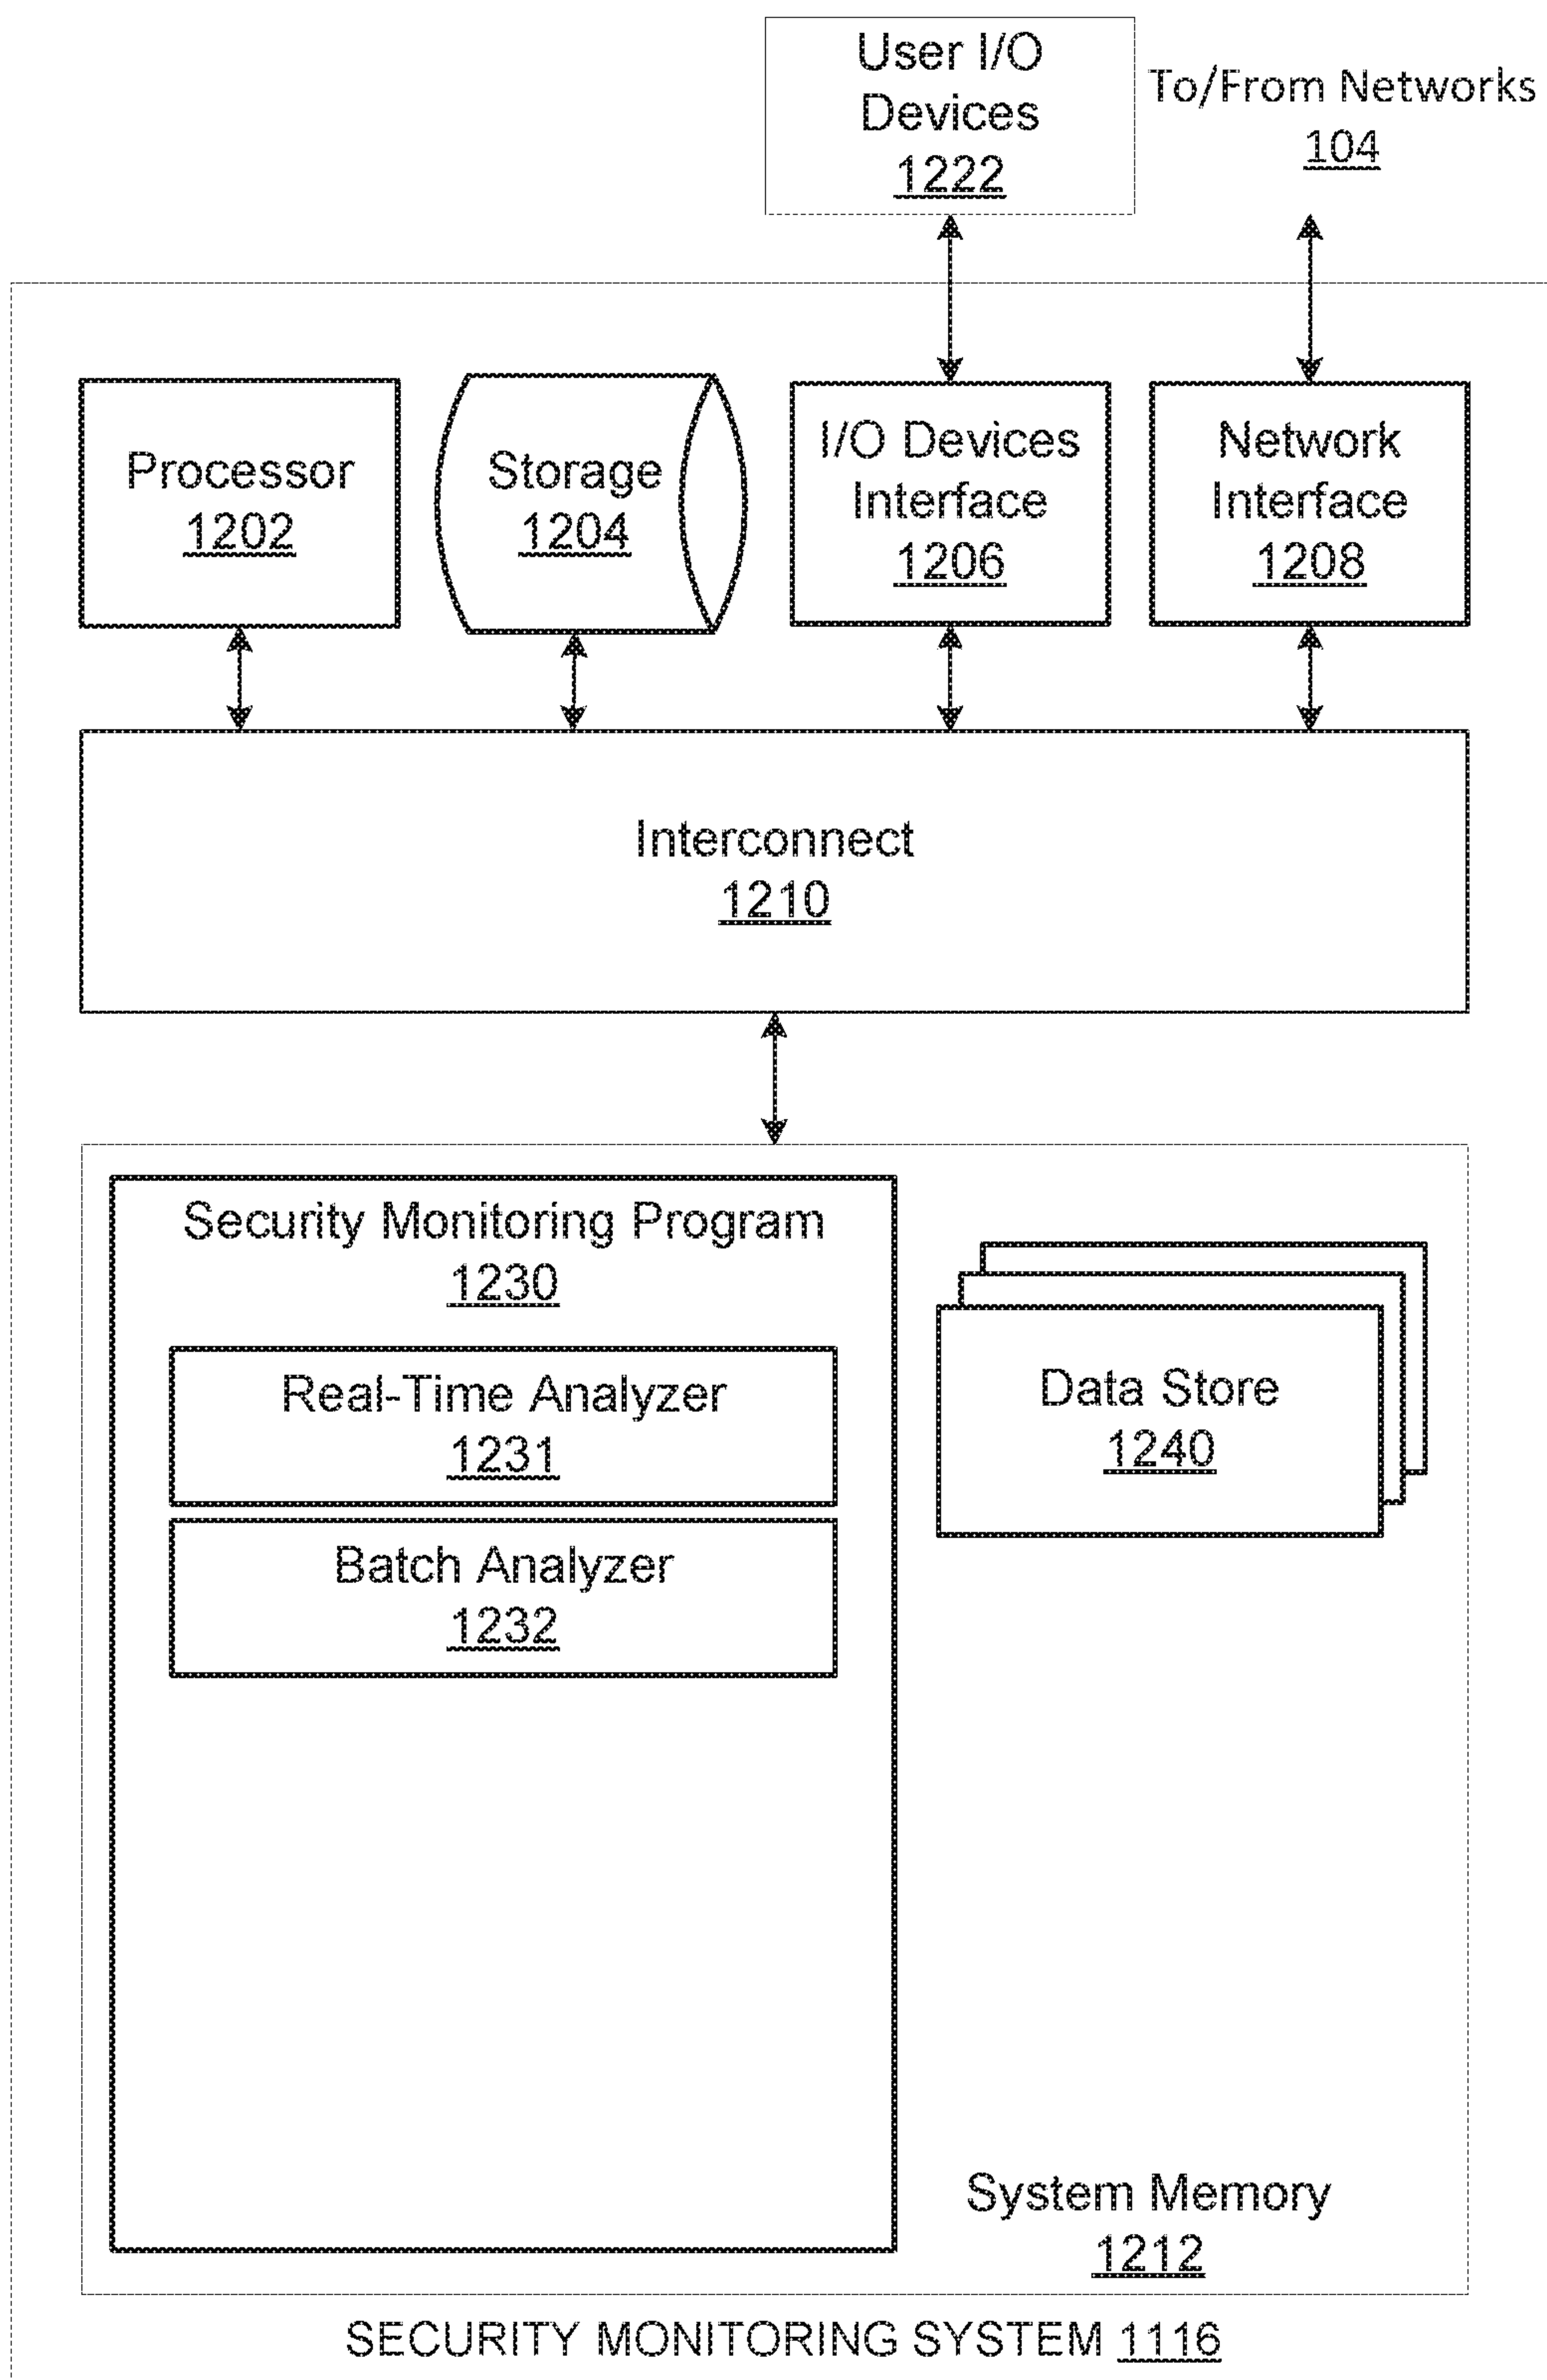 User I/O
Devices
1222
To/From Networks
104
Processor
1202
Storage
1204
I/O Devices
Interface
1206
Network
Interface
1208
Interconnect
1210
Security Monitoring Program
1230
Real-Time Analyzer
1231
Batch Analyzer
1232
Data Store
1240
System Memory
1212
SECURITY MONITORING SYSTEM 1116